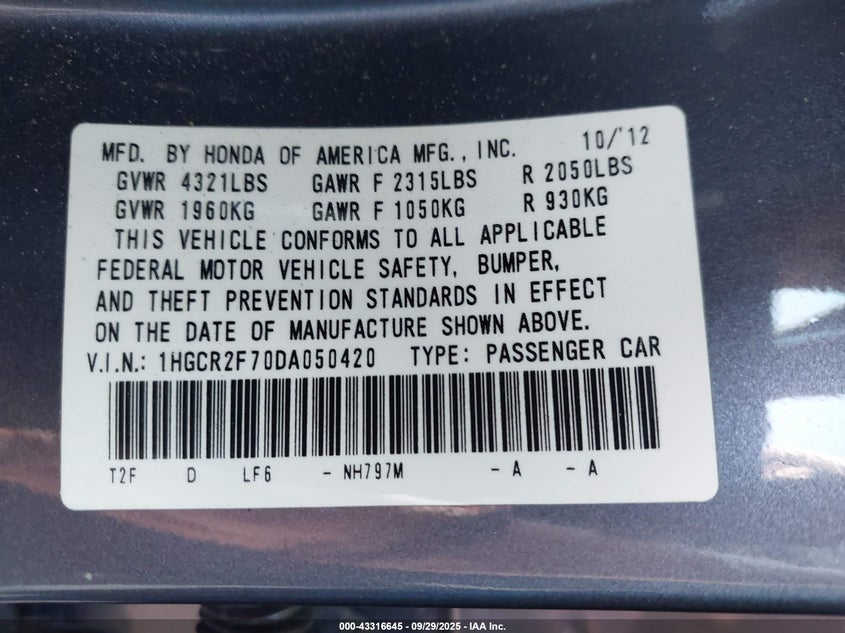 MFD. BY HONDA OF AMERICA MFG., INC. 10/'12
GVWR 4321LBS GAWR F 2315LBS R 2050LBS
GVWR 1960KG GAWR F 1050KG R 930KG
THIS VEHICLE CONFORMS TO ALL APPLICABLE
FEDERAL MOTOR VEHICLE SAFETY, BUMPER,
AND THEFT PREVENTION STANDARDS IN EFFECT
ON THE DATE OF MANUFACTURE SHOWN ABOVE.
V.I.N.: 1HGCR2F70DA050420 TYPE: PASSENGER CAR
T2F D LF6 - NH797M - A - A
000-43316645 - 09/29/2025 - IAA Inc.